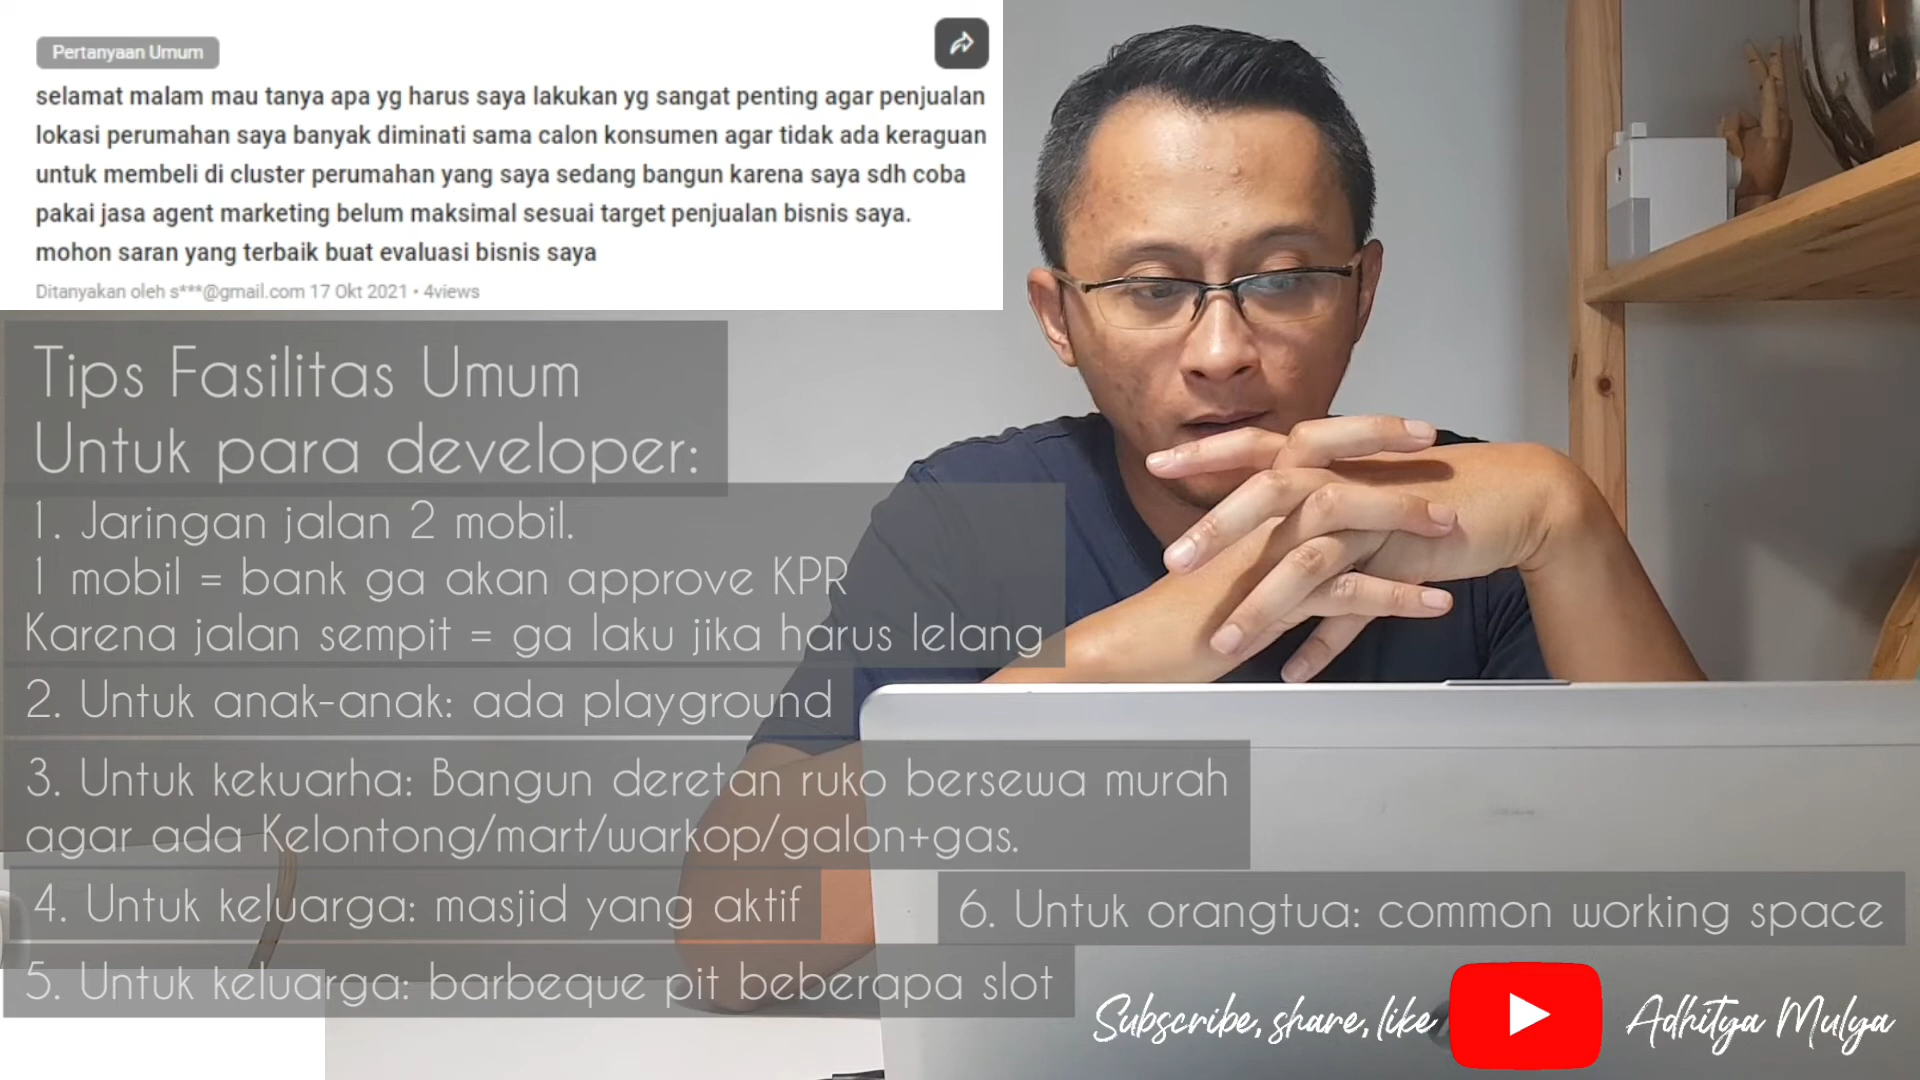 Pertanyaan Umum
selamat malam mau tanya apa yg harus saya lakukan yg sangat penting agar penjualan
lokasi perumahan saya banyak diminati sama calon konsumen agar tidak ada keraguan
untuk membeli di cluster perumahan yang saya sedang bangun karena saya sdh coba
pakai jasa agent marketing belum maksimal sesuai target penjualan bisnis saya.
mohon saran yang terbaik buat evaluasi bisnis saya
Ditanyakan oleh s***@gmail.com 17 Okt 2021 • 4views
Tips Fasilitas Umum
Untuk para developer:
1. Jaringan jalan 2 mobil.
1 mobil = bank ga akan approve KPR
Karena jalan sempit = ga laku jika harus lelang
2. Untuk anak-anak: ada playground
3. Untuk kekuarha: Bangun deretan ruko bersewa murah
agar ada Kelontong/mart/warkop/galon+gas.
4. Untuk keluarga: masjid yang aktif
5. Untuk keluarga: barbeque pit beberapa slot
6. Untuk orangtua: common working space
Subscribe, share, like
Adhitya Mulya